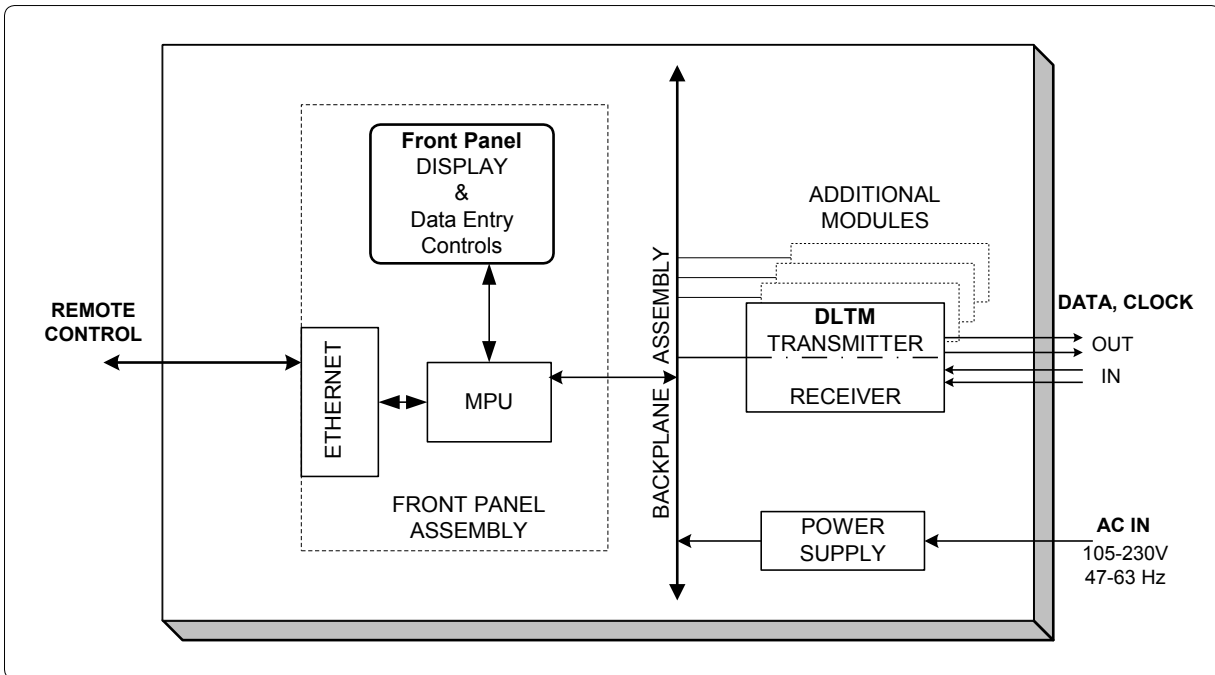 Front Panel
DISPLAY
&
Data Entry
Controls
REMOTE
CONTROL
ETHERNET
MPU
FRONT PANEL
ASSEMBLY
BACKPLANE ASSEMBLY
ADDITIONAL
MODULES
DLTM
TRANSMITTER
RECEIVER
DATA, CLOCK
OUT
IN
POWER
SUPPLY
AC IN
105-230V
47-63 Hz